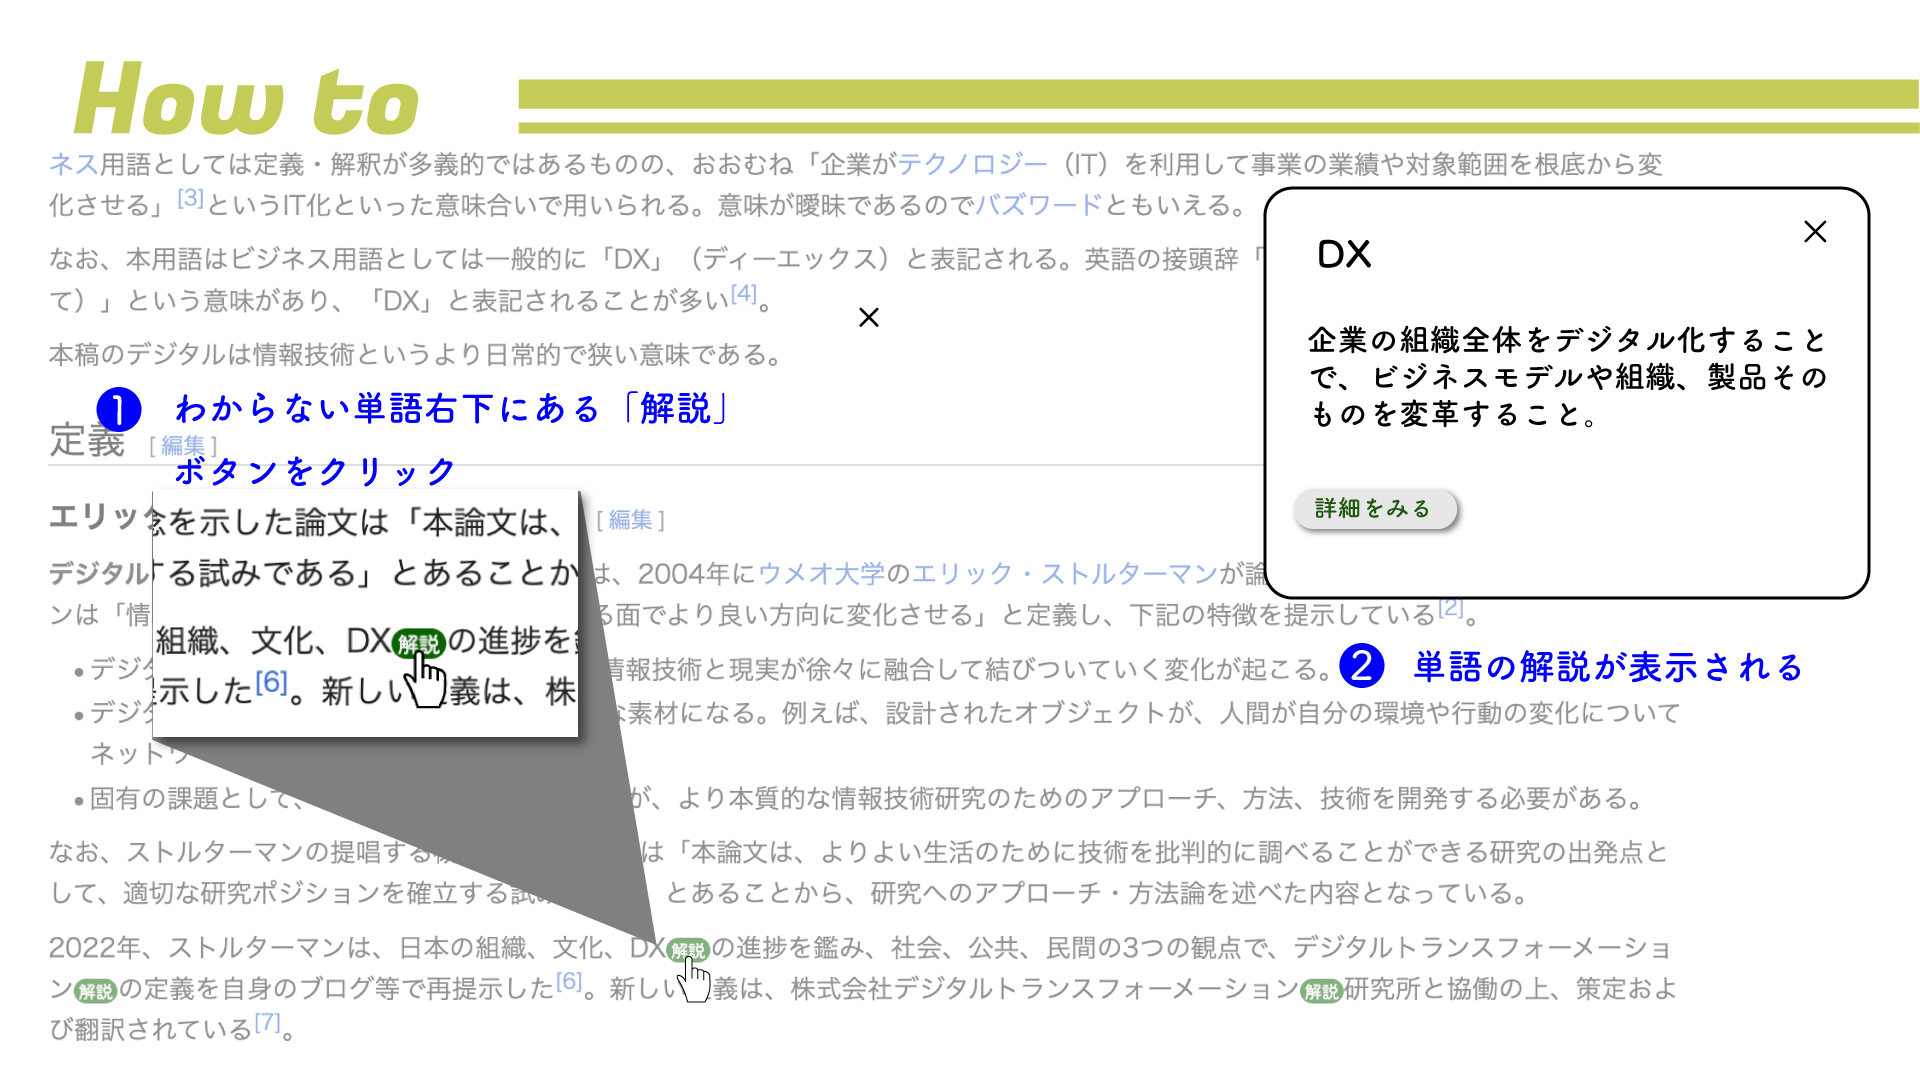 How to
ネス用語としては定義・解釈が多義的ではあるものの、おおむね「企業がテクノロジー（IT）を利用して事業の業績や対象範囲を根底から変
化させる」[3]というIT化といった意味合いで用いられる。意味が曖昧であるのでバズワードともいえる。
なお、本用語はビジネス用語としては一般的に「DX」（ディーエックス）と表記される。英語の接頭辞「
て）」という意味があり、「DX」と表記されることが多い[4]。
本稿のデジタルは情報技術というより日常的で狭い意味である。
❶ わからない単語右下にある「解説」
ボタンをクリック
定義 [編集]
エリック
[編集]
を示した論文は「本論文は、
する試みである」とあることか
組織、文化、DX解説の進捗を
示した[6]。新しい 義は、株
デジタル
は、2004年にウメオ大学のエリック・ストルターマンが論
ンは「情
る面でより良い方向に変化させる」と定義し、下記の特徴を提示している[2]。
• デジタ
情報技術と現実が徐々に融合して結びついていく変化が起こる。
• デジタ
な素材になる。例えば、設計されたオブジェクトが、人間が自分の環境や行動の変化について
ネットワ
• 固有の課題として、
が、より本質的な情報技術研究のためのアプローチ、方法、技術を開発する必要がある。
なお、ストルターマンの提唱する
は「本論文は、よりよい生活のために技術を批判的に調べることができる研究の出発点と
して、適切な研究ポジションを確立する試み
とあることから、研究へのアプローチ・方法論を述べた内容となっている。
2022年、ストルターマンは、日本の組織、文化、DX解説の進捗を鑑み、社会、公共、民間の3つの観点で、デジタルトランスフォーメーショ
ン解説の定義を自身のブログ等で再提示した[6]。新しい 義は、株式会社デジタルトランスフォーメーション解説研究所と協働の上、策定およ
び翻訳されている[7]。
DX
×
企業の組織全体をデジタル化すること
で、ビジネスモデルや組織、製品その
ものを変革すること。
詳細をみる
❷ 単語の解説が表示される
×